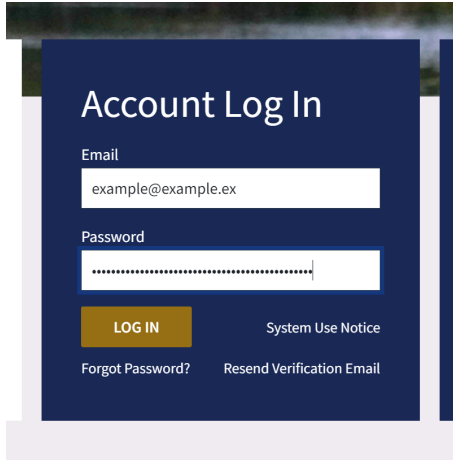 Account Log In
Email
example@example.ex
Password
••••••••••••••••••••••••••••••••••••••••••••••
LOG IN
System Use Notice
Forgot Password?
Resend Verification Email